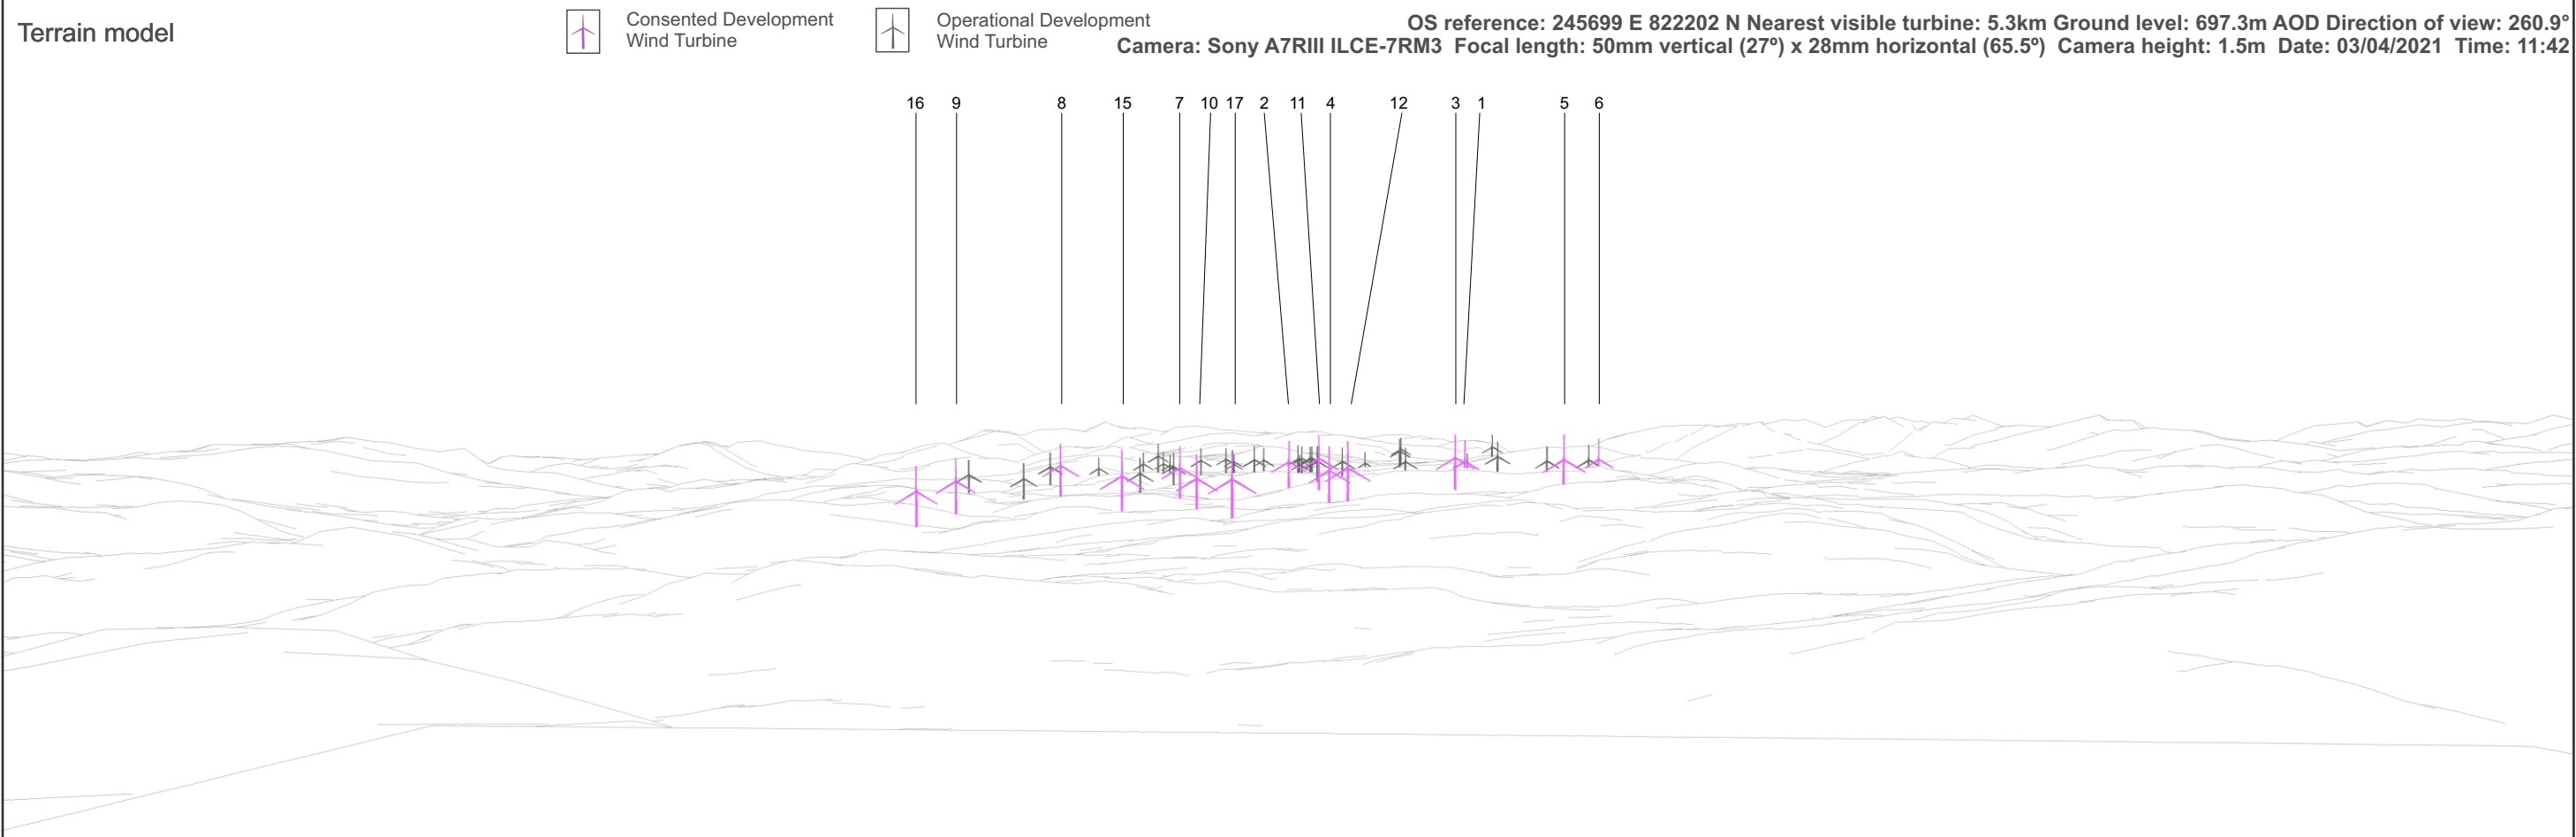 Terrain model
Consented Development
Wind Turbine
Operational Development
Wind Turbine
OS reference: 245699 E 822202 N Nearest visible turbine: 5.3km Ground level: 697.3m AOD Direction of view: 260.9°
Camera: Sony A7RIII ILCE-7RM3 Focal length: 50mm vertical (27º) x 28mm horizontal (65.5º) Camera height: 1.5m Date: 03/04/2021 Time: 11:42
16 9 8 15 7 10 17 2 11 4 12 3 1 5 6